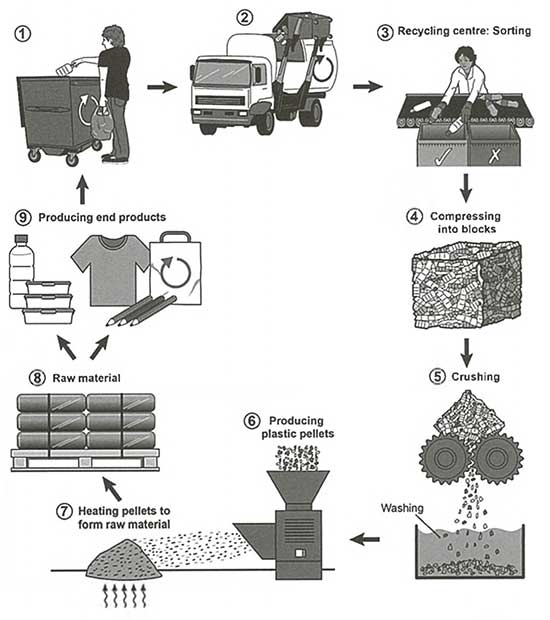 ①
②
③ Recycling centre: Sorting
④ Compressing
into blocks
⑤ Crushing
Washing
⑥ Producing
plastic pellets
⑦ Heating pellets to
form raw material
⑧ Raw material
⑨ Producing end products